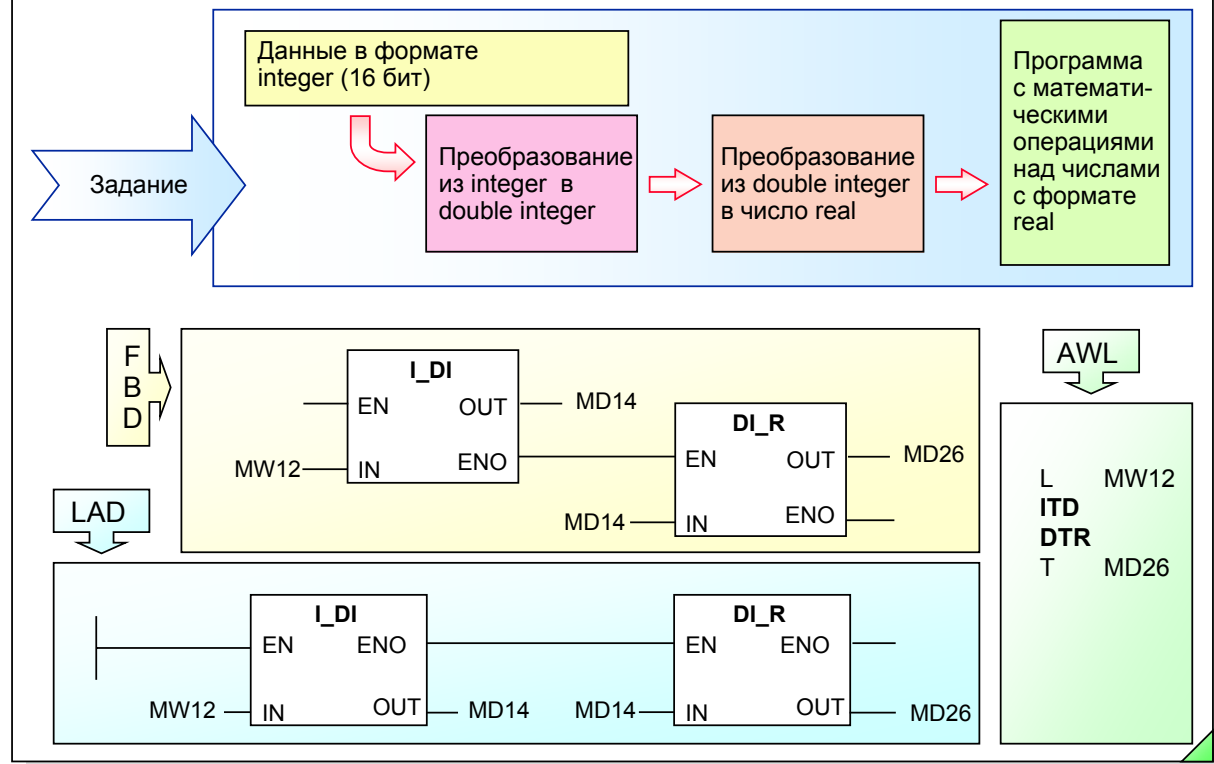 Данные в формате
integer (16 бит)
Программа
с математи-
ческими
операциями
над числами
с формате
real
Задание
Преобразование
из integer в
double integer
Преобразование
из double integer
в число real
F
B
D
I_DI
EN
OUT
MD14
MW12
IN
ENO
DI_R
EN
OUT
MD26
MD14
IN
ENO
AWL
L MW12
ITD
DTR
T MD26
LAD
I_DI
EN
ENO
MW12
IN
OUT
MD14
DI_R
EN
ENO
MD14
IN
OUT
MD26